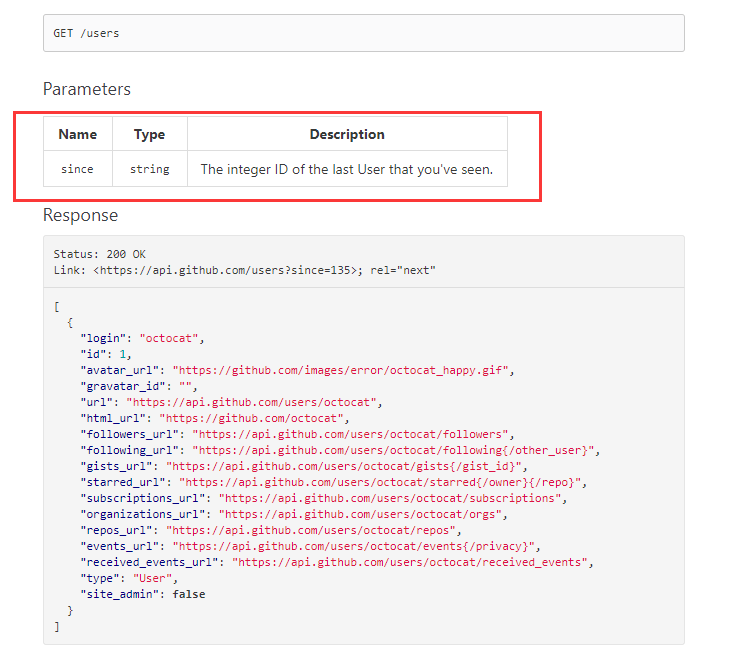 GET /users
Parameters
Name Type Description
since string The integer ID of the last User that you've seen.
Response
Status: 200 OK
Link: <https://api.github.com/users?since=135>; rel="next"
[
  {
    "login": "octocat",
    "id": 1,
    "avatar_url": "https://github.com/images/error/octocat_happy.gif",
    "gravatar_id": "",
    "url": "https://api.github.com/users/octocat",
    "html_url": "https://github.com/octocat",
    "followers_url": "https://api.github.com/users/octocat/followers",
    "following_url": "https://api.github.com/users/octocat/following{/other_user}",
    "gists_url": "https://api.github.com/users/octocat/gists{/gist_id}",
    "starred_url": "https://api.github.com/users/octocat/starred{/owner}{/repo}",
    "subscriptions_url": "https://api.github.com/users/octocat/subscriptions",
    "organizations_url": "https://api.github.com/users/octocat/orgs",
    "repos_url": "https://api.github.com/users/octocat/repos",
    "events_url": "https://api.github.com/users/octocat/events{/privacy}",
    "received_events_url": "https://api.github.com/users/octocat/received_events",
    "type": "User",
    "site_admin": false
  }
]